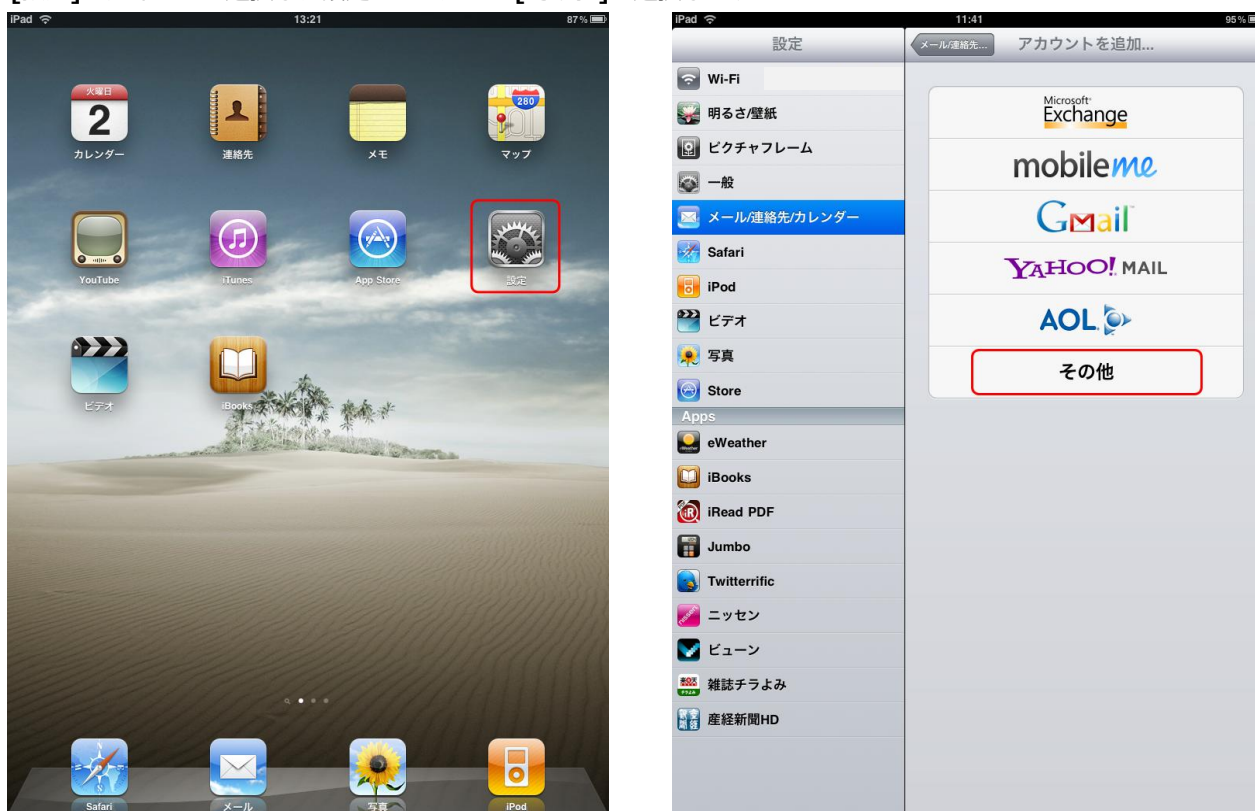 iPad 13:21 87%
火曜日
2
280
カレンダー 連絡先 メモ マップ
YouTube iTunes App Store 設定
ビデオ iBooks
Safari メール 写真 iPod
iPad 11:41 95%
設定
メール/連絡先... アカウントを追加...
Wi-Fi
明るさ/壁紙
ピクチャフレーム
一般
メール/連絡先/カレンダー
Safari
iPod
ビデオ
写真
Store
Apps
eWeather
iBooks
iRead PDF
Jumbo
Twitterrific
ニッセン
ビューン
雑誌チラよみ
産経新聞HD
Microsoft
Exchange
mobileme
Gmail
YAHOO! MAIL
AOL
その他